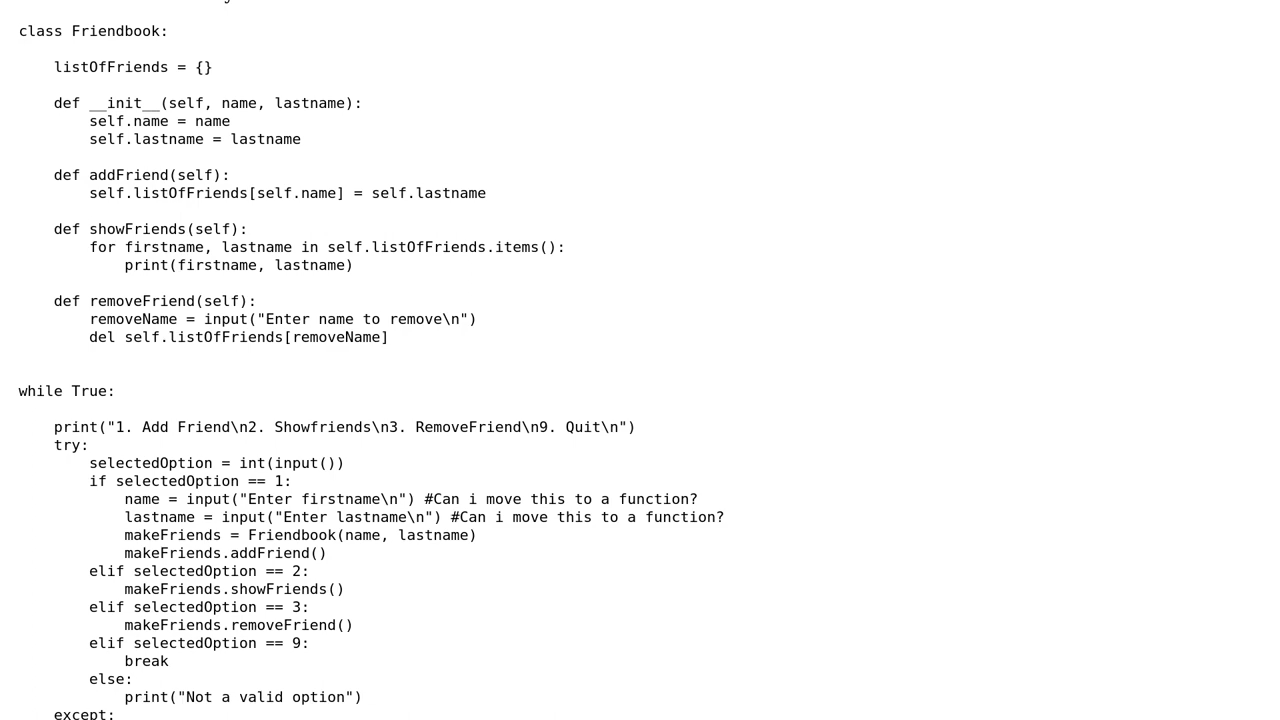 class Friendbook:
listOfFriends = {}
def __init__(self, name, lastname):
self.name = name
self.lastname = lastname
def addFriend(self):
self.listOfFriends[self.name] = self.lastname
def showFriends(self):
for firstname, lastname in self.listOfFriends.items():
print(firstname, lastname)
def removeFriend(self):
removeName = input("Enter name to remove\n")
del self.listOfFriends[removeName]
while True:
print("1. Add Friend\n2. Showfriends\n3. RemoveFriend\n9. Quit\n")
try:
selectedOption = int(input())
if selectedOption == 1:
name = input("Enter firstname\n") #Can i move this to a function?
lastname = input("Enter lastname\n") #Can i move this to a function?
makeFriends = Friendbook(name, lastname)
makeFriends.addFriend()
elif selectedOption == 2:
makeFriends.showFriends()
elif selectedOption == 3:
makeFriends.removeFriend()
elif selectedOption == 9:
break
else:
print("Not a valid option")
except: